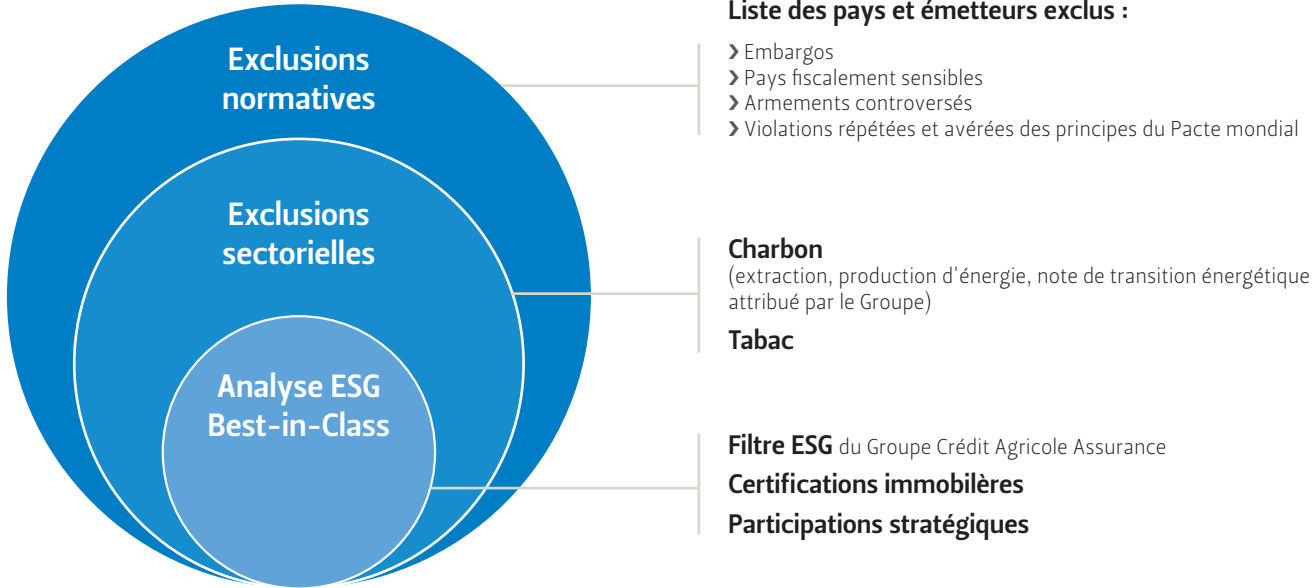 Exclusions
normatives
Liste des pays et émetteurs exclus :
❯ Embargos
❯ Pays fiscalement sensibles
❯ Armements controversés
❯ Violations répétées et avérées des principes du Pacte mondial
Exclusions
sectorielles
Charbon
(extraction, production d'énergie, note de transition énergétique
attribué par le Groupe)
Tabac
Analyse ESG
Best-in-Class
Filtre ESG du Groupe Crédit Agricole Assurance
Certifications immobilères
Participations stratégiques